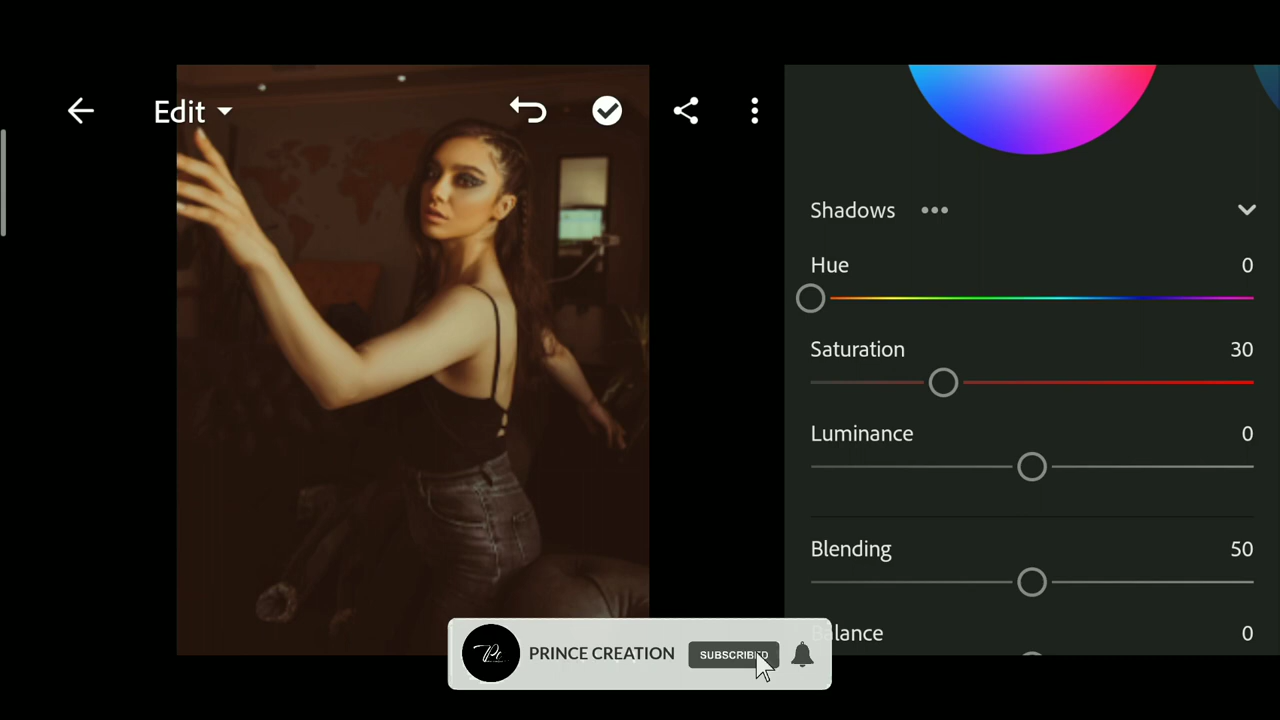 Edit
Shadows
Hue 0
Saturation 30
Luminance 0
Blending 50
Balance 0
PRINCE CREATION SUBSCRIBED